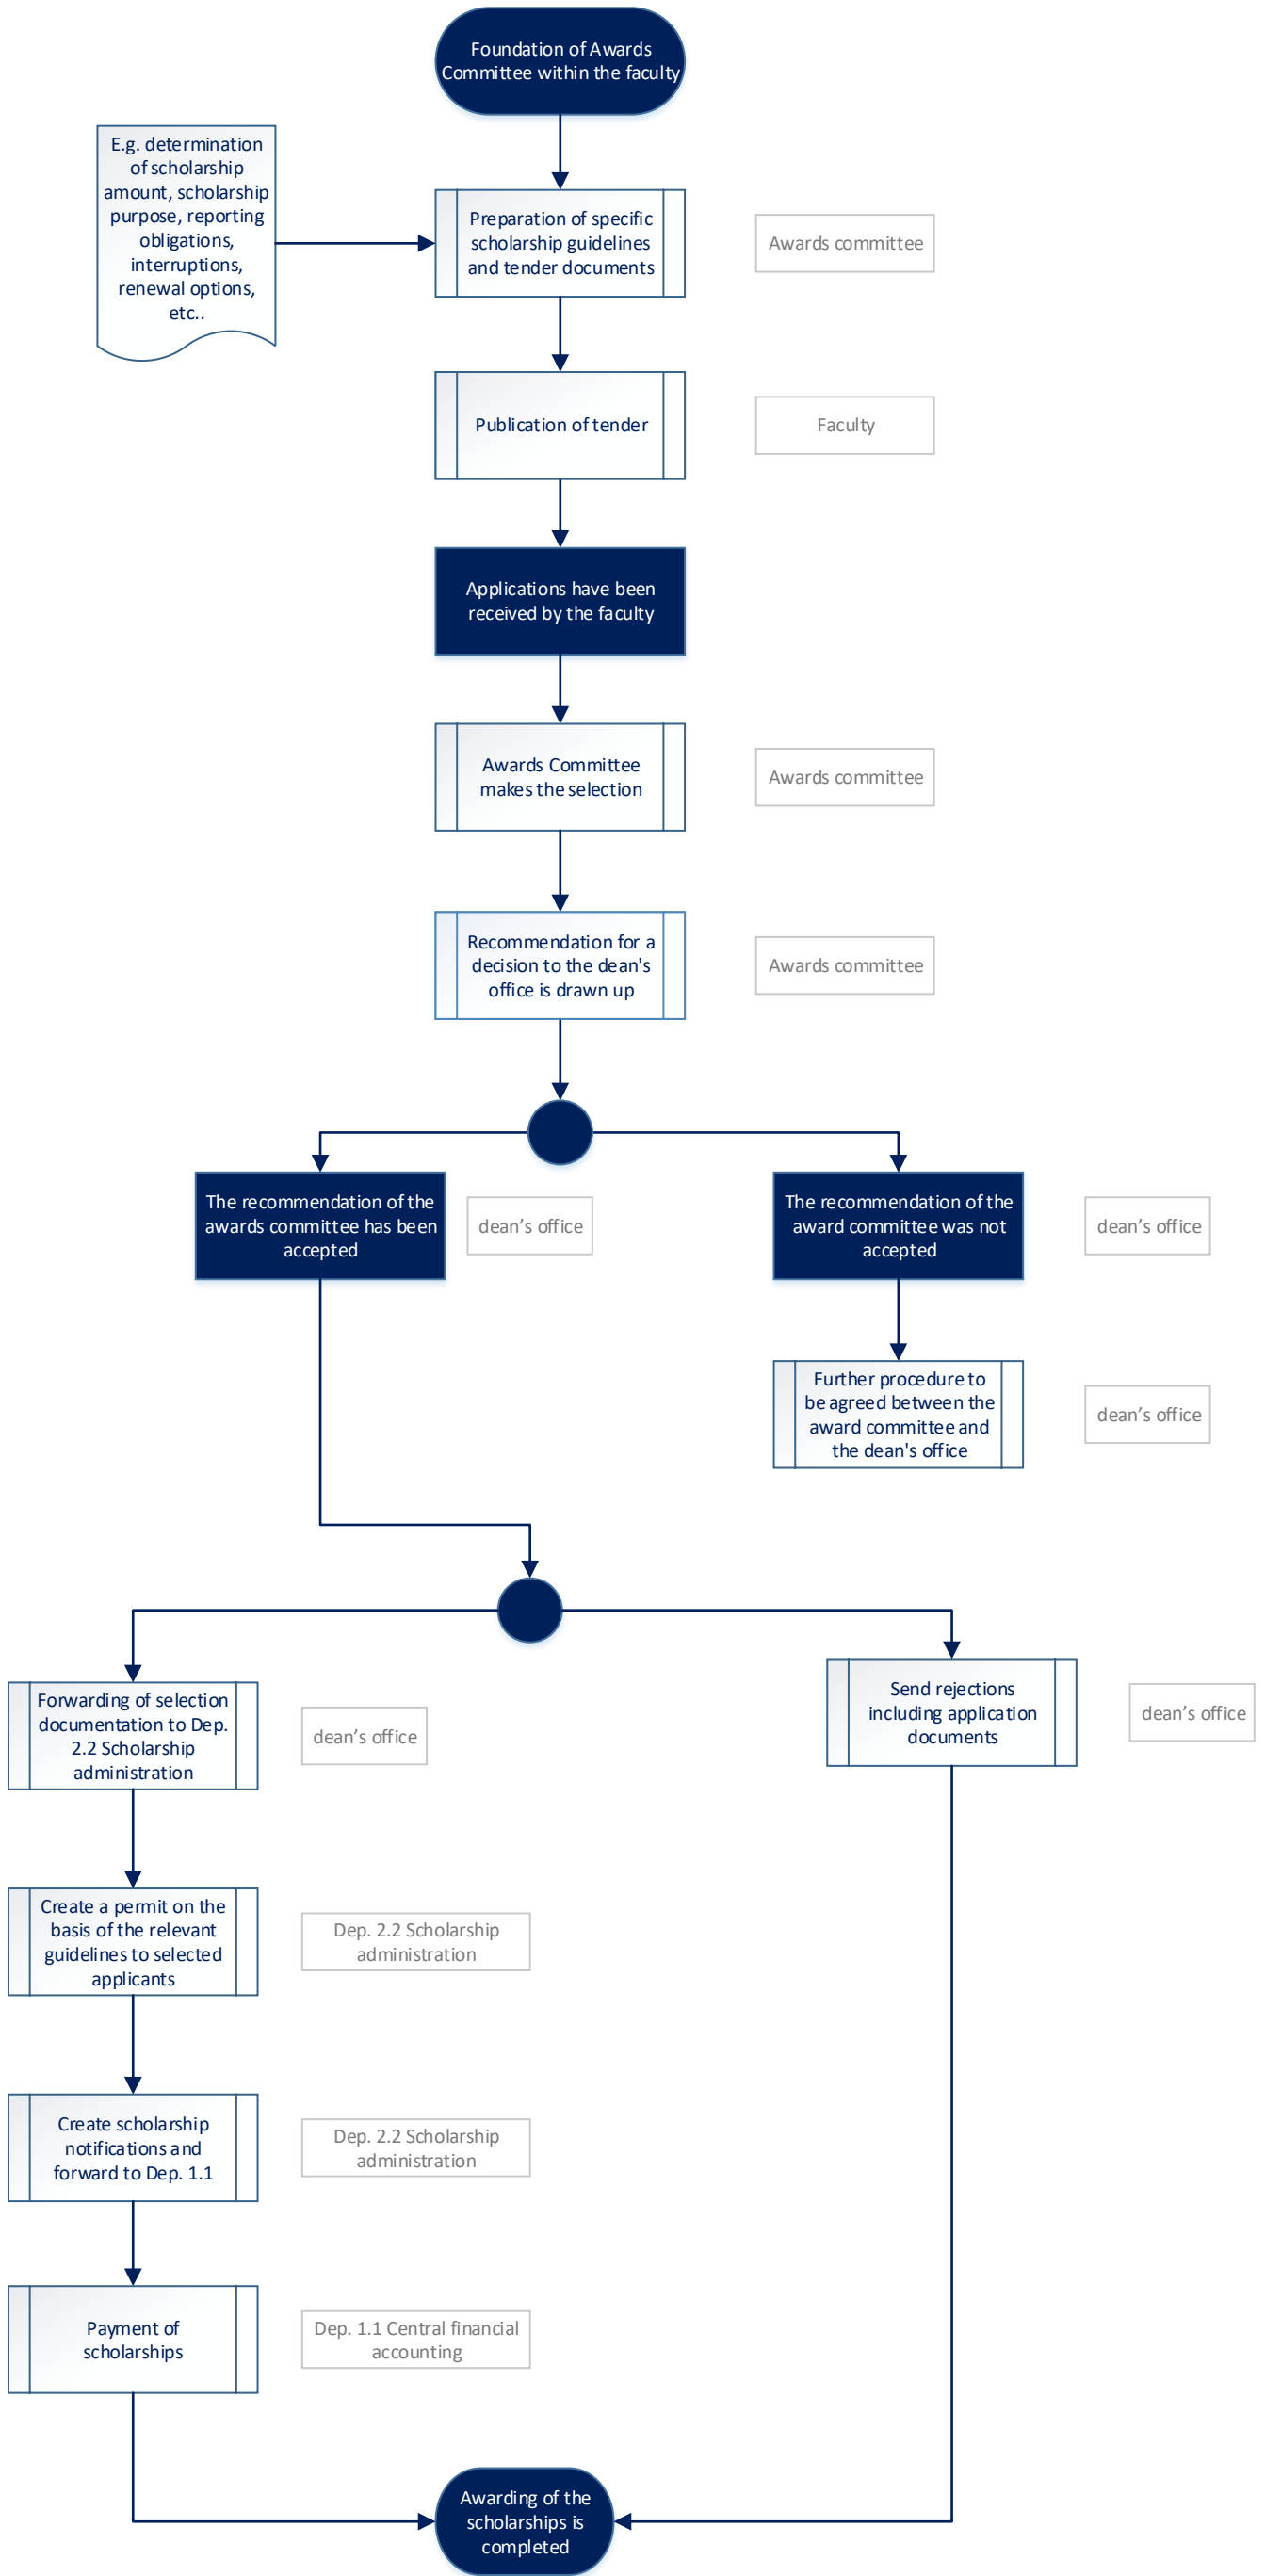 Foundation of Awards
Committee within the faculty
E.g. determination
of scholarship
amount, scholarship
purpose, reporting
obligations,
interruptions,
renewal options,
etc..
Preparation of specific
scholarship guidelines
and tender documents
Awards committee
Publication of tender
Faculty
Applications have been
received by the faculty
Awards Committee
makes the selection
Awards committee
Recommendation for a
decision to the dean's
office is drawn up
Awards committee
The recommendation of the
awards committee has been
accepted
dean’s office
The recommendation of the
award committee was not
accepted
dean’s office
Further procedure to
be agreed between the
award committee and
the dean's office
dean’s office
Forwarding of selection
documentation to Dep.
2.2 Scholarship
administration
dean’s office
Send rejections
including application
documents
dean’s office
Create a permit on the
basis of the relevant
guidelines to selected
applicants
Dep. 2.2 Scholarship
administration
Create scholarship
notifications and
forward to Dep. 1.1
Dep. 2.2 Scholarship
administration
Payment of
scholarships
Dep. 1.1 Central financial
accounting
Awarding of the
scholarships is
completed